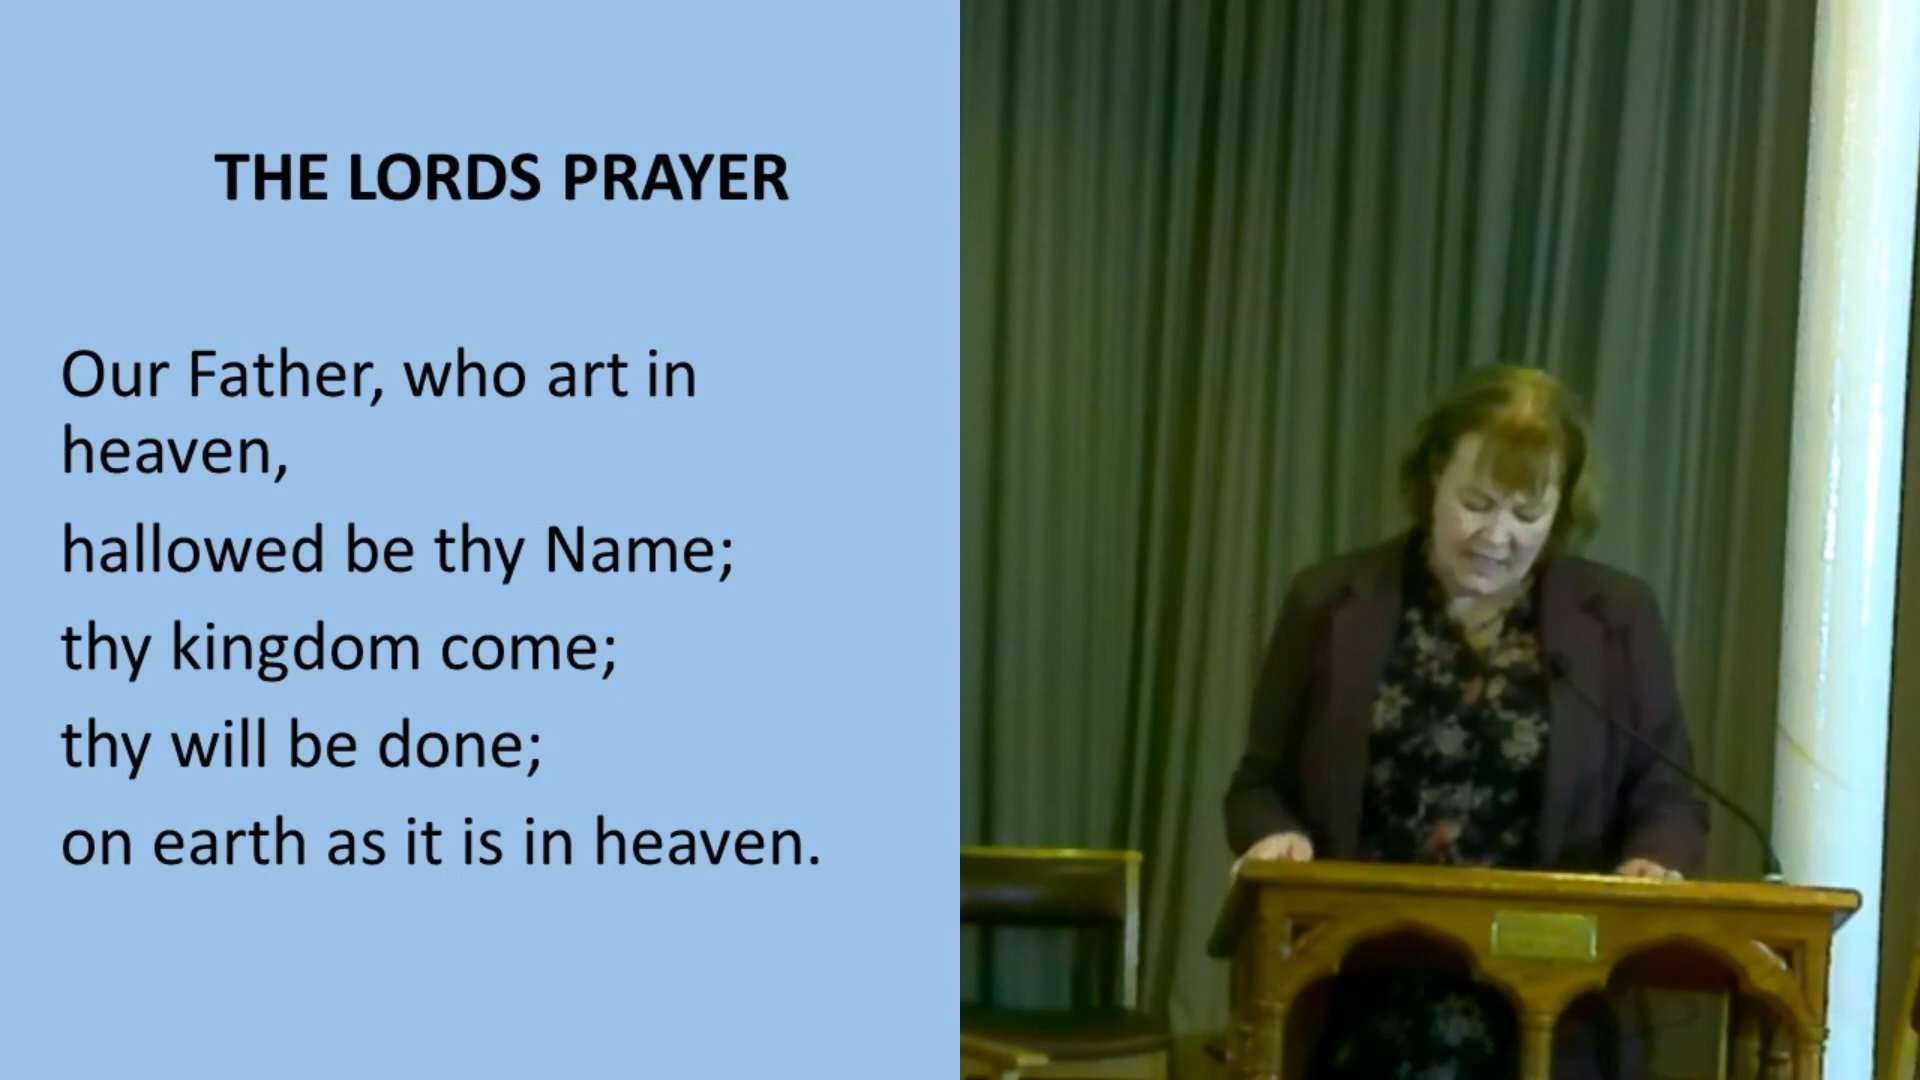 THE LORDS PRAYER
Our Father, who art in
heaven,
hallowed be thy Name;
thy kingdom come;
thy will be done;
on earth as it is in heaven.